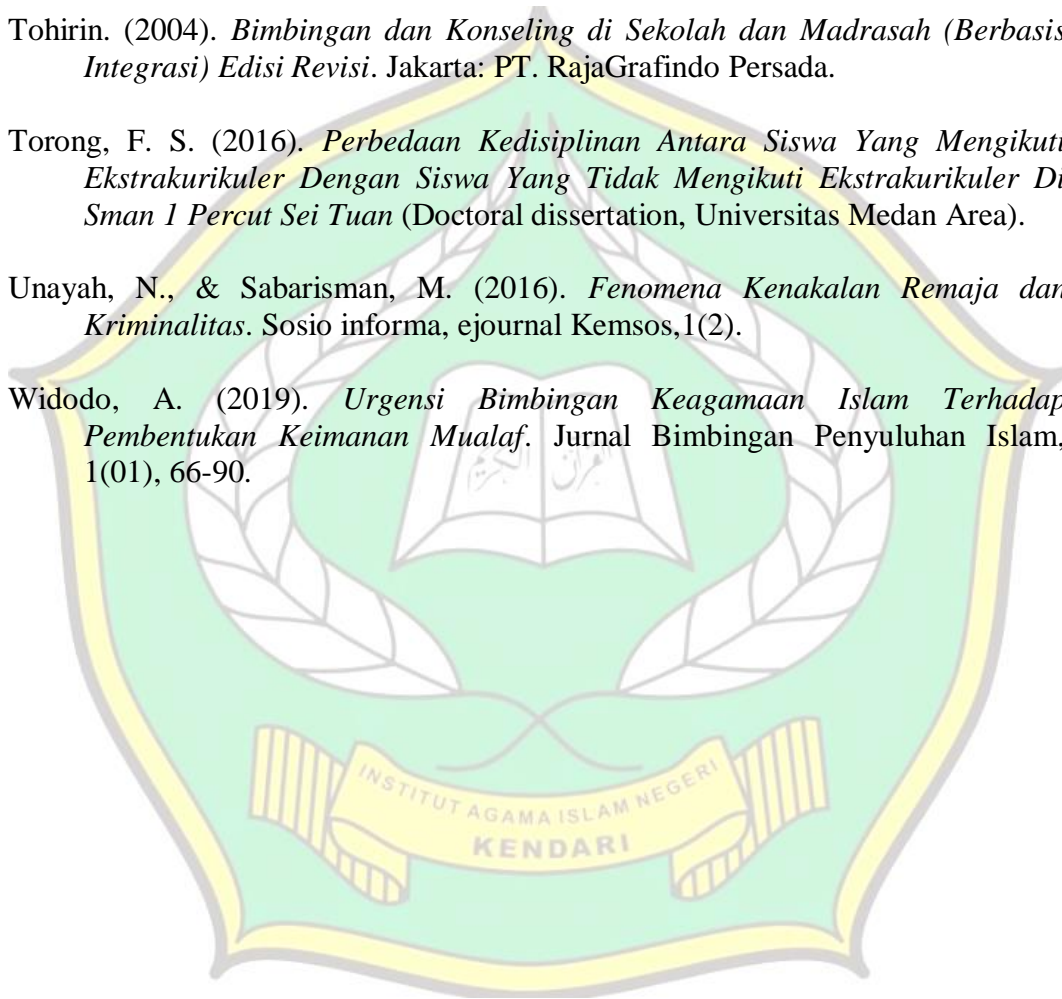 Tohirin. (2004). Bimbingan dan Konseling di Sekolah dan Madrasah (Berbasis
Integrasi) Edisi Revisi. Jakarta: PT. RajaGrafindo Persada.
Torong, F. S. (2016). Perbedaan Kedisiplinan Antara Siswa Yang Mengikuti
Ekstrakurikuler Dengan Siswa Yang Tidak Mengikuti Ekstrakurikuler Di
Sman 1 Percut Sei Tuan (Doctoral dissertation, Universitas Medan Area).
Unayah, N., & Sabarisman, M. (2016). Fenomena Kenakalan Remaja dan
Kriminalitas. Sosio informa, ejournal Kemsos,1(2).
Widodo, A. (2019). Urgensi Bimbingan Keagamaan Islam Terhadap
Pembentukan Keimanan Mualaf. Jurnal Bimbingan Penyuluhan Islam,
1(01), 66-90.
القرآن الكريم
INSTITUT AGAMA ISLAM NEGERI
KENDARI